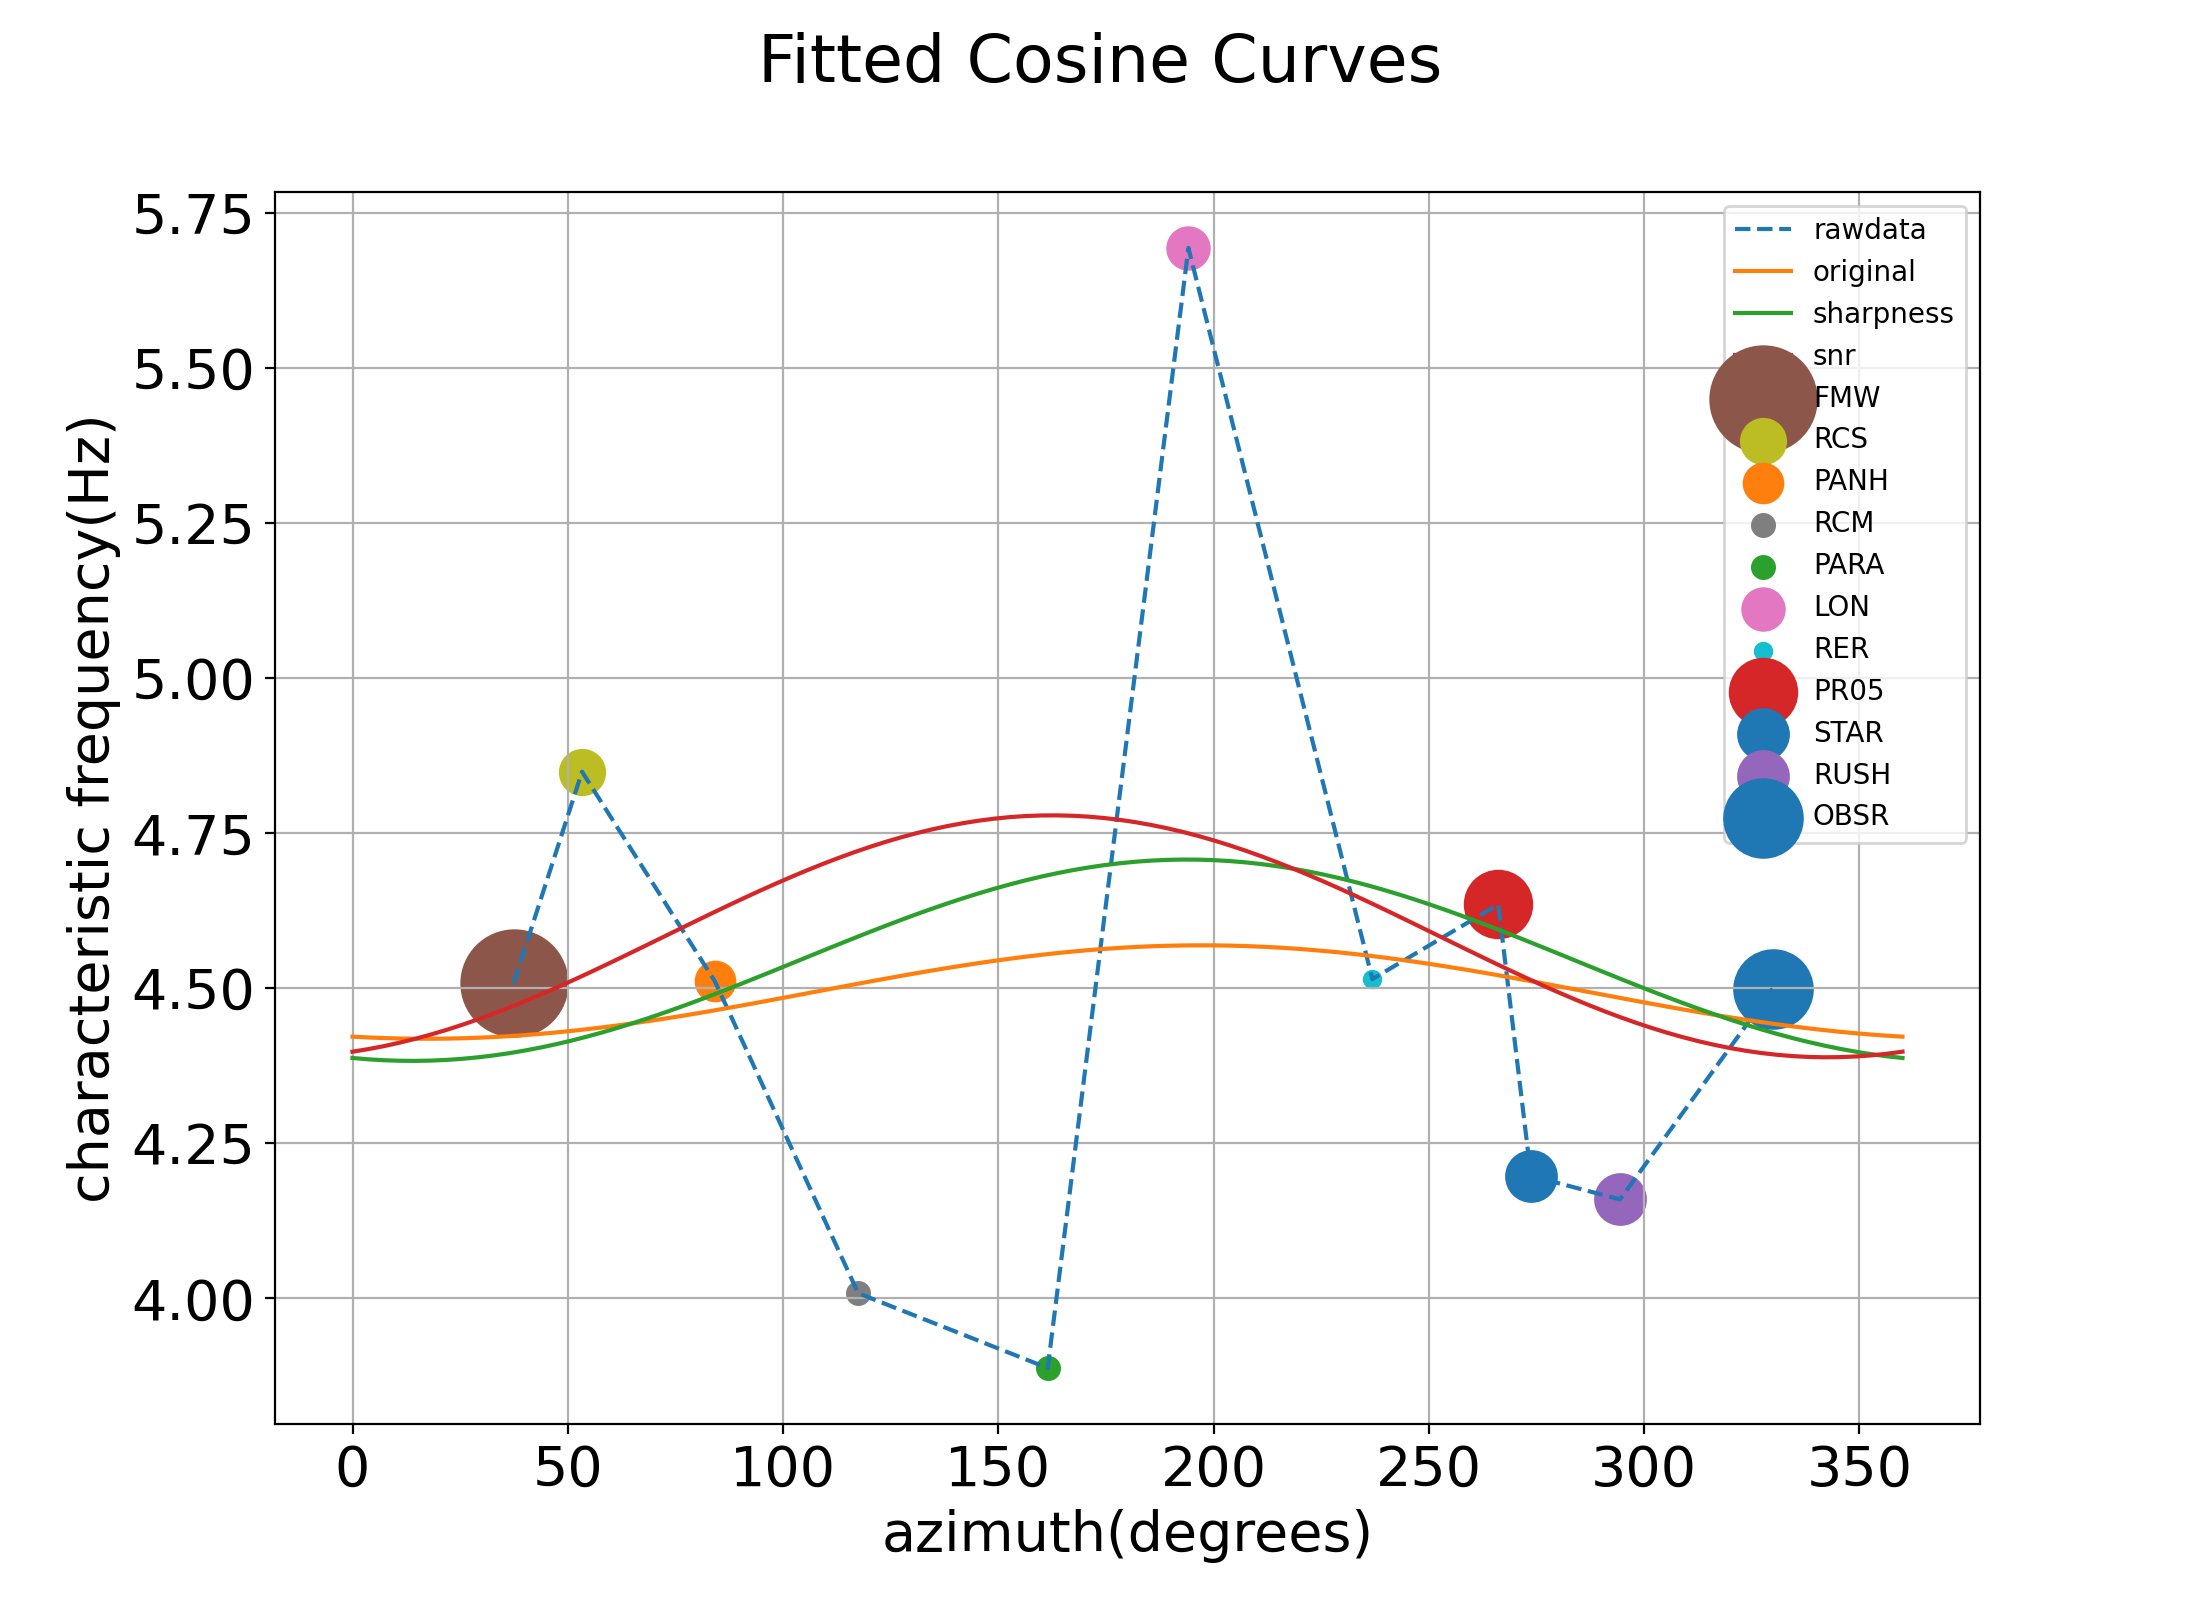 Fitted Cosine Curves
5.75
5.50
5.25
5.00
4.75
4.50
4.25
4.00
characteristic frequency(Hz)
rawdata
original
sharpness
snr
FMW
RCS
PANH
RCM
PARA
LON
RER
PR05
STAR
RUSH
OBSR
0 50 100 150 200 250 300 350
azimuth(degrees)